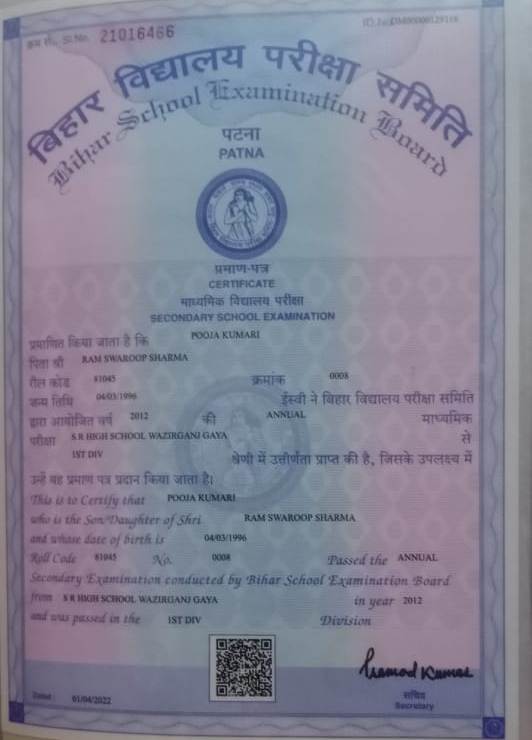 क्रम सं०, Sl.No. 21016466
बिहार विद्यालय परीक्षा समिति
Bihar School Examination Board
पटना
PATNA
प्रमाण-पत्र
CERTIFICATE
माध्यमिक विद्यालय परीक्षा
SECONDARY SCHOOL EXAMINATION
प्रमाणित किया जाता है कि POOJA KUMARI
पिता श्री RAM SWAROOP SHARMA
रौल कोड 81045 क्रमांक 0008
जन्म तिथि 04/03/1996 ईस्वी ने बिहार विद्यालय परीक्षा समिति
द्वारा आयोजित वर्ष 2012 की ANNUAL माध्यमिक
परीक्षा S R HIGH SCHOOL WAZIRGANJ GAYA से
1ST DIV श्रेणी में उत्तीर्णता प्राप्त की है, जिसके उपलक्ष्य में
उन्हें यह प्रमाण पत्र प्रदान किया जाता है।
This is to Certify that POOJA KUMARI
who is the Son/Daughter of Shri RAM SWAROOP SHARMA
and whose date of birth is 04/03/1996
Roll Code 81045 No. 0008 Passed the ANNUAL
Secondary Examination conducted by Bihar School Examination Board
from S R HIGH SCHOOL WAZIRGANJ GAYA in year 2012
and was passed in the 1ST DIV Division
Pramod Kumar
Dated 01/04/2022 सचिव
Secretary